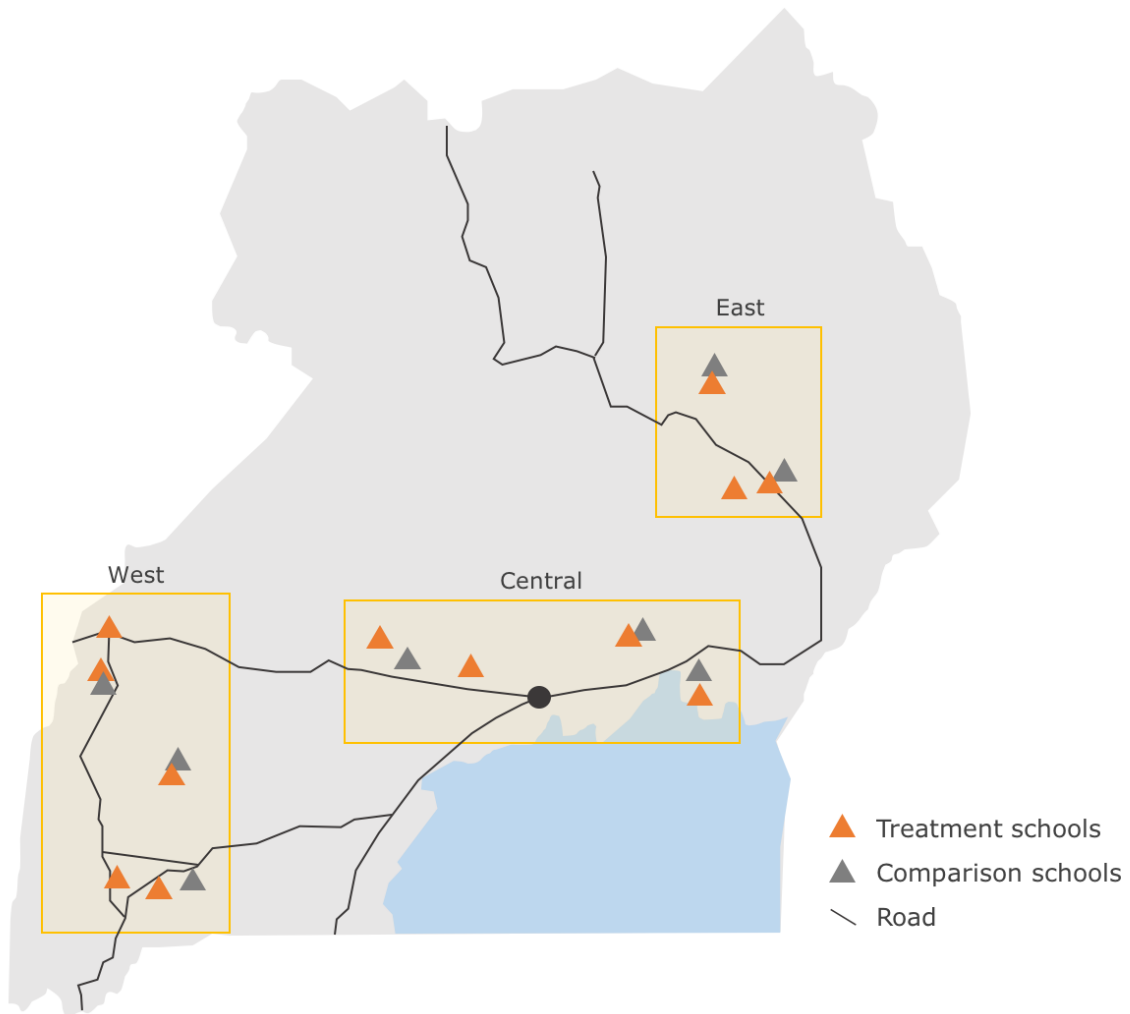 East
West
Central
Treatment schools
Comparison schools
Road